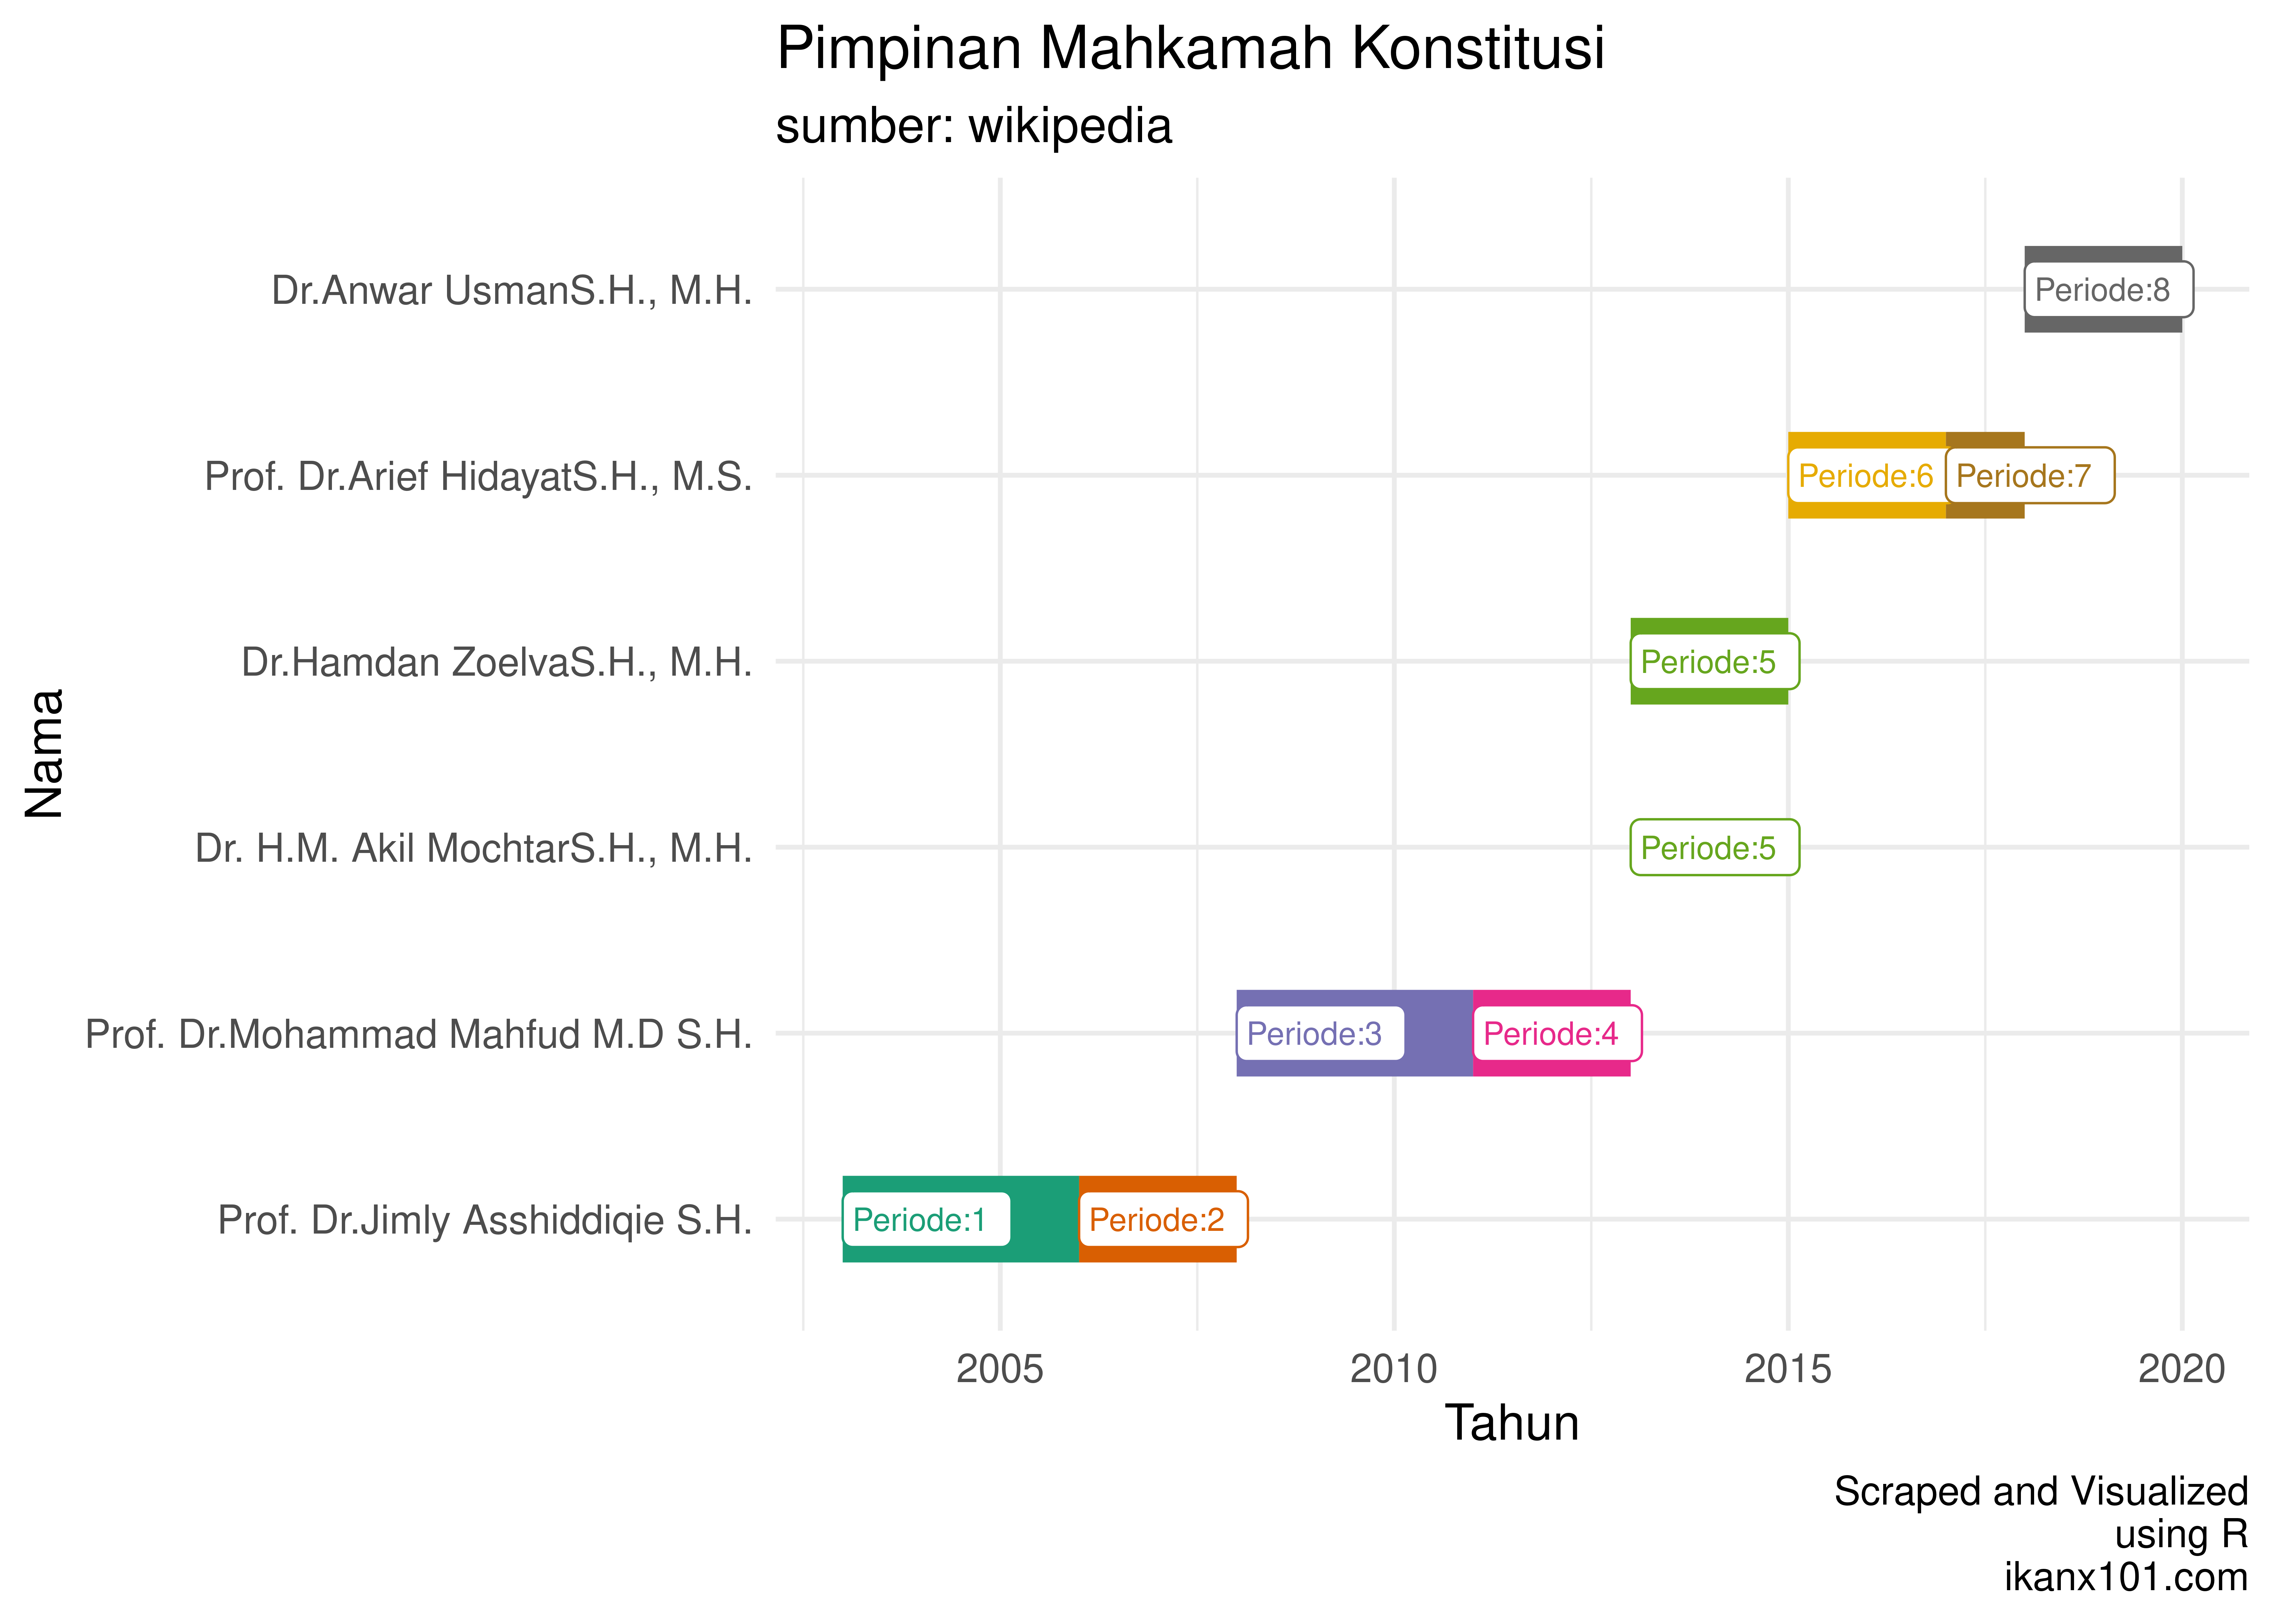 Pimpinan Mahkamah Konstitusi
sumber: wikipedia
Nama
Dr.Anwar UsmanS.H., M.H.
Periode:8
Prof. Dr.Arief HidayatS.H., M.S.
Periode:6 Periode:7
Dr.Hamdan ZoelvaS.H., M.H.
Periode:5
Dr. H.M. Akil MochtarS.H., M.H.
Periode:5
Prof. Dr.Mohammad Mahfud M.D S.H.
Periode:3 Periode:4
Prof. Dr.Jimly Asshiddiqie S.H.
Periode:1 Periode:2
2005 2010 2015 2020
Tahun
Scraped and Visualized
using R
ikanx101.com